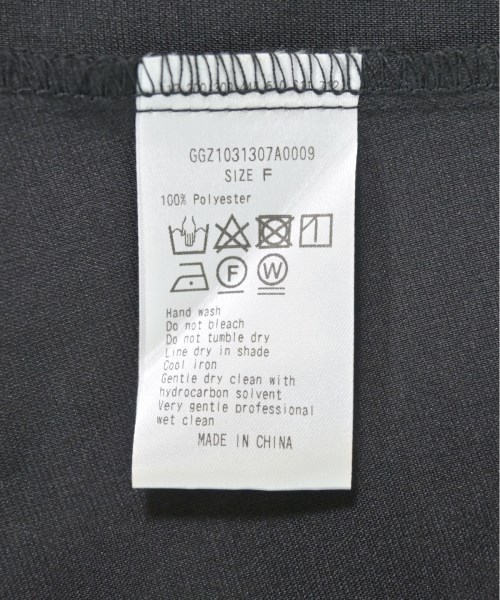 GGZ1031307A0009
SIZE F
100% Polyester
F W
Hand wash
Do not bleach
Do not tumble dry
Line dry in shade
Cool iron
Gentle dry clean with
hydrocarbon solvent
Very gentle professional
wet clean
MADE IN CHINA